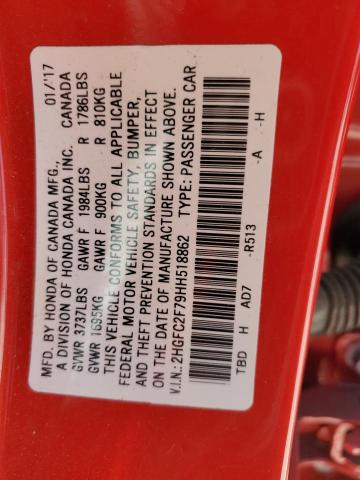 MFD. BY HONDA OF CANADA MFG., 01/'17
A DIVISION OF HONDA CANADA INC. CANADA
GVWR 3737LBS GAWR F 1984LBS R 1786LBS
GVWR 1695KG GAWR F 900KG R 810KG
THIS VEHICLE CONFORMS TO ALL APPLICABLE
FEDERAL MOTOR VEHICLE SAFETY, BUMPER,
AND THEFT PREVENTION STANDARDS IN EFFECT
ON THE DATE OF MANUFACTURE SHOWN ABOVE.
V.I.N.: 2HGFC2F79HH518862 TYPE: PASSENGER CAR
TBD H AD7 -R513 -A -H